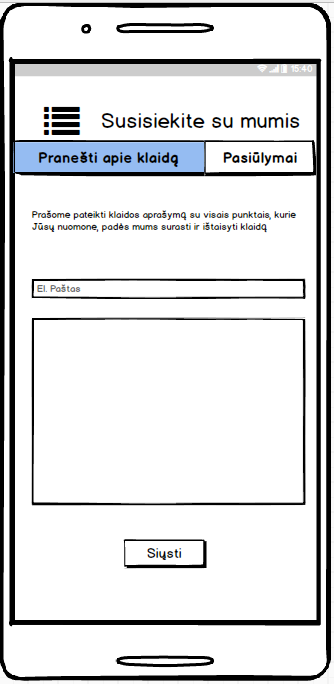 15:40
Susisiekite su mumis
Pranešti apie klaidą
Pasiūlymai
Prašome pateikti klaidos aprašymą su visais punktais, kurie
Jūsų nuomone, padės mums surasti ir ištaisyti klaidą
El. Paštas
Siųsti